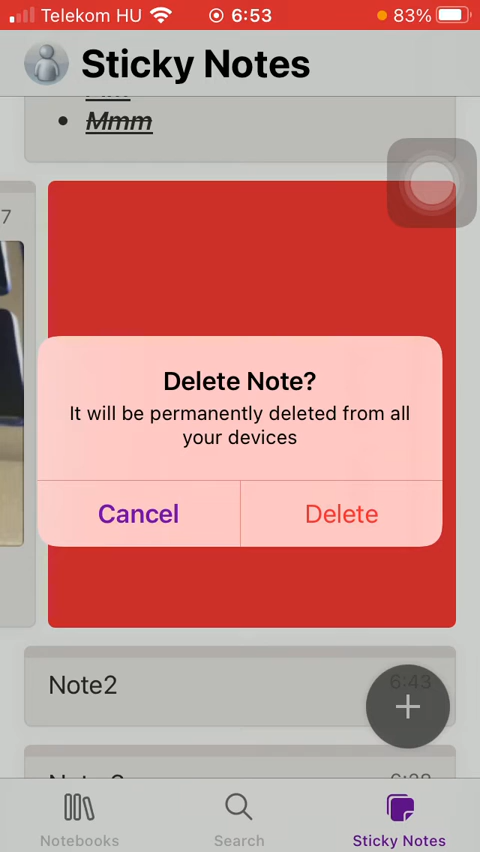 Telekom HU 6:53 83%
Sticky Notes
• Mmm
7
Delete Note?
It will be permanently deleted from all
your devices
Cancel Delete
Note2 6:43
Notebooks Search Sticky Notes